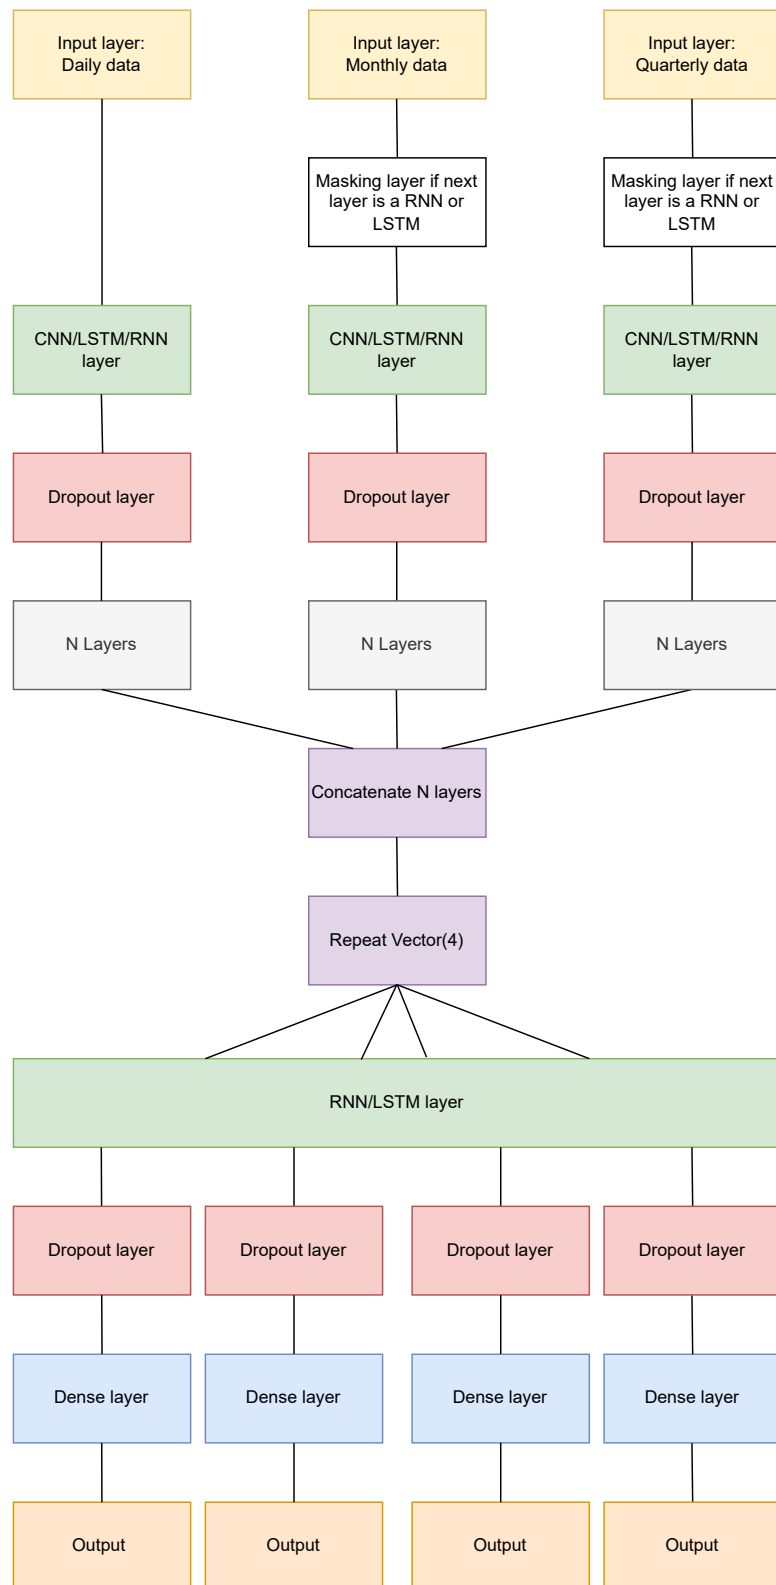 Input layer:
Daily data
Input layer:
Monthly data
Input layer:
Quarterly data
Masking layer if next
layer is a RNN or
LSTM
Masking layer if next
layer is a RNN or
LSTM
CNN/LSTM/RNN
layer
CNN/LSTM/RNN
layer
CNN/LSTM/RNN
layer
Dropout layer
Dropout layer
Dropout layer
N Layers
N Layers
N Layers
Concatenate N layers
Repeat Vector(4)
RNN/LSTM layer
Dropout layer
Dropout layer
Dropout layer
Dropout layer
Dense layer
Dense layer
Dense layer
Dense layer
Output
Output
Output
Output